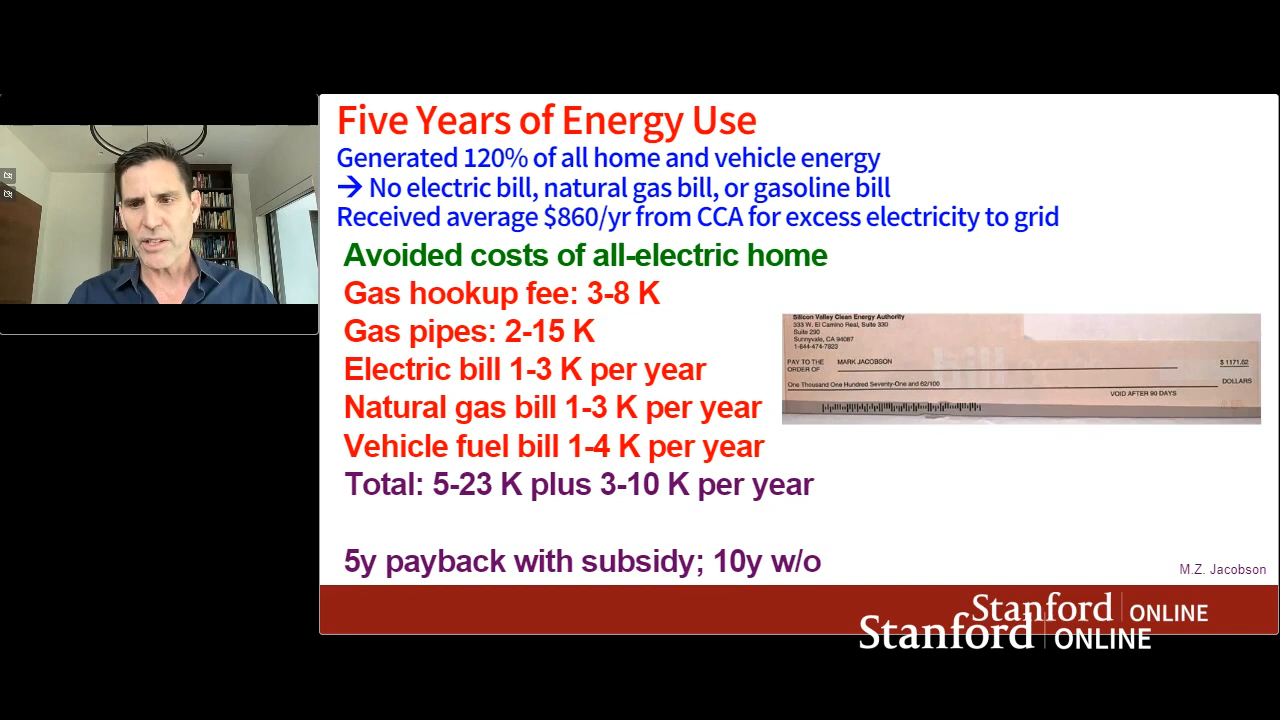 Five Years of Energy Use
Generated 120% of all home and vehicle energy
→ No electric bill, natural gas bill, or gasoline bill
Received average $860/yr from CCA for excess electricity to grid
Avoided costs of all-electric home
Gas hookup fee: 3-8 K
Gas pipes: 2-15 K
Electric bill 1-3 K per year
Natural gas bill 1-3 K per year
Vehicle fuel bill 1-4 K per year
Total: 5-23 K plus 3-10 K per year
5y payback with subsidy; 10y w/o
Silicon Valley Clean Energy Authority
333 W. El Camino Real, Suite 330
Suite 290
Sunnyvale, CA 94087
1-844-474-7823
PAY TO THE
ORDER OF
MARK JACOBSON
$ 1171.62
One Thousand One Hundred Seventy-One and 62/100
DOLLARS
VOID AFTER 90 DAYS
M.Z. Jacobson
Stanford ONLINE
Stanford ONLINE